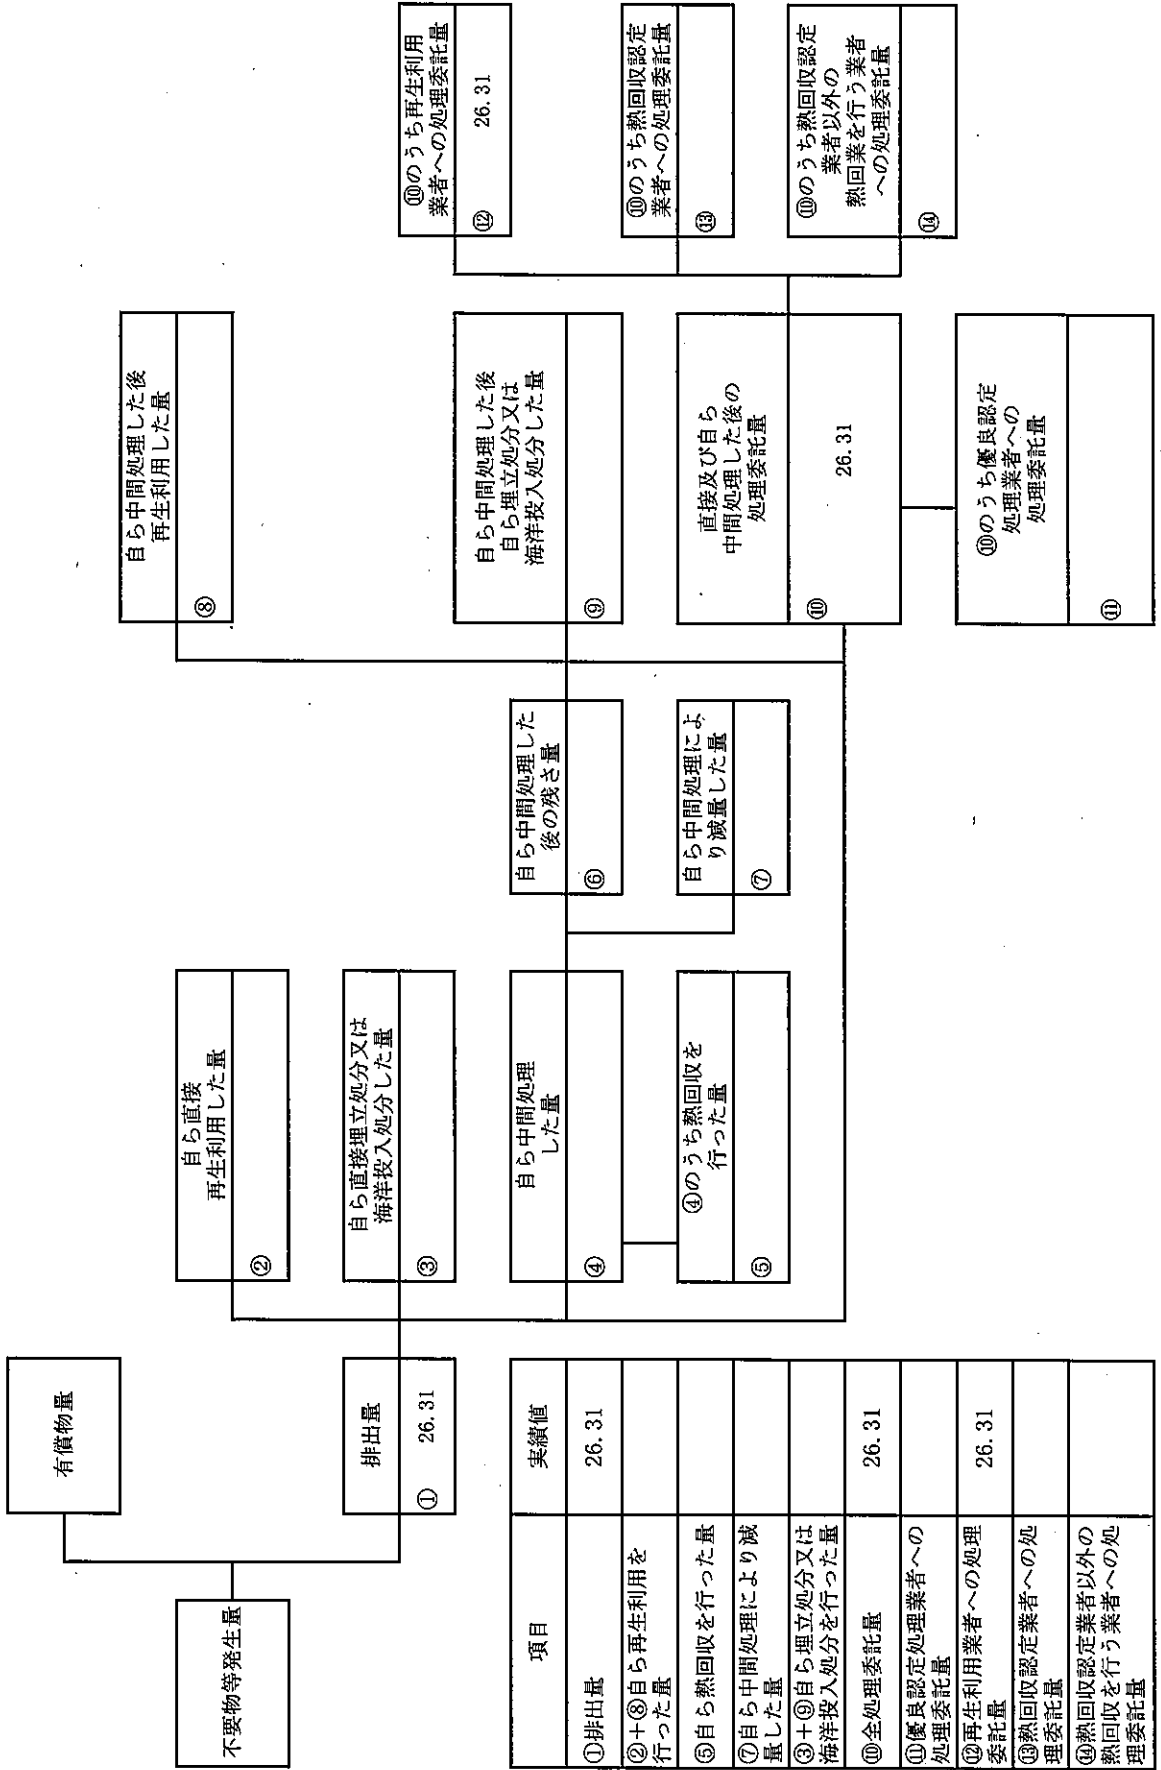 不要物等発生量
有償物量
排出量
① 26.31
自ら直接
再生利用した量
②
自ら直接埋立処分又は
海洋投入処分した量
③
自ら中間処理
した量
④
④のうち熱回収を
行った量
⑤
自ら中間処理した
後の残さ量
⑥
自ら中間処理によ
り減量した量
⑦
自ら中間処理した後
再生利用した量
⑧
自ら中間処理した後
自ら埋立処分又は
海洋投入処分した量
⑨
直接及び自ら
中間処理した後の
処理委託量
⑩ 26.31
⑩のうち優良認定
処理業者への
処理委託量
⑪
⑩のうち再生利用
業者への処理委託量
⑫ 26.31
⑩のうち熱回収認定
業者への処理委託量
⑬
⑩のうち熱回収認定
業者以外の
熱回業を行う業者
への処理委託量
⑭
項目 実績値
①排出量 26.31
②+⑧自ら再生利用を
行った量
⑤自ら熱回収を行った量
⑦自ら中間処理により減
量した量
③+⑨自ら埋立処分又は
海洋投入処分を行った量
⑩全処理委託量 26.31
⑪優良認定処理業者への
処理委託量
⑫再生利用業者への処理
委託量 26.31
⑬熱回収認定業者への処
理委託量
⑭熱回収認定業者以外の
熱回収を行う業者への処
理委託量